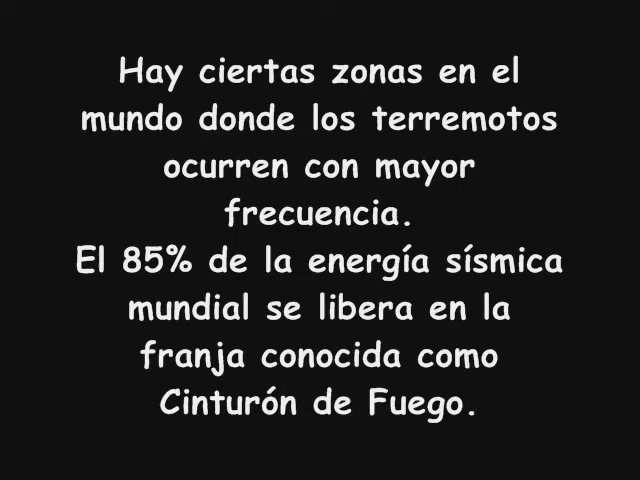 Hay ciertas zonas en el
mundo donde los terremotos
ocurren con mayor
frecuencia.
El 85% de la energía sísmica
mundial se libera en la
franja conocida como
Cinturón de Fuego.